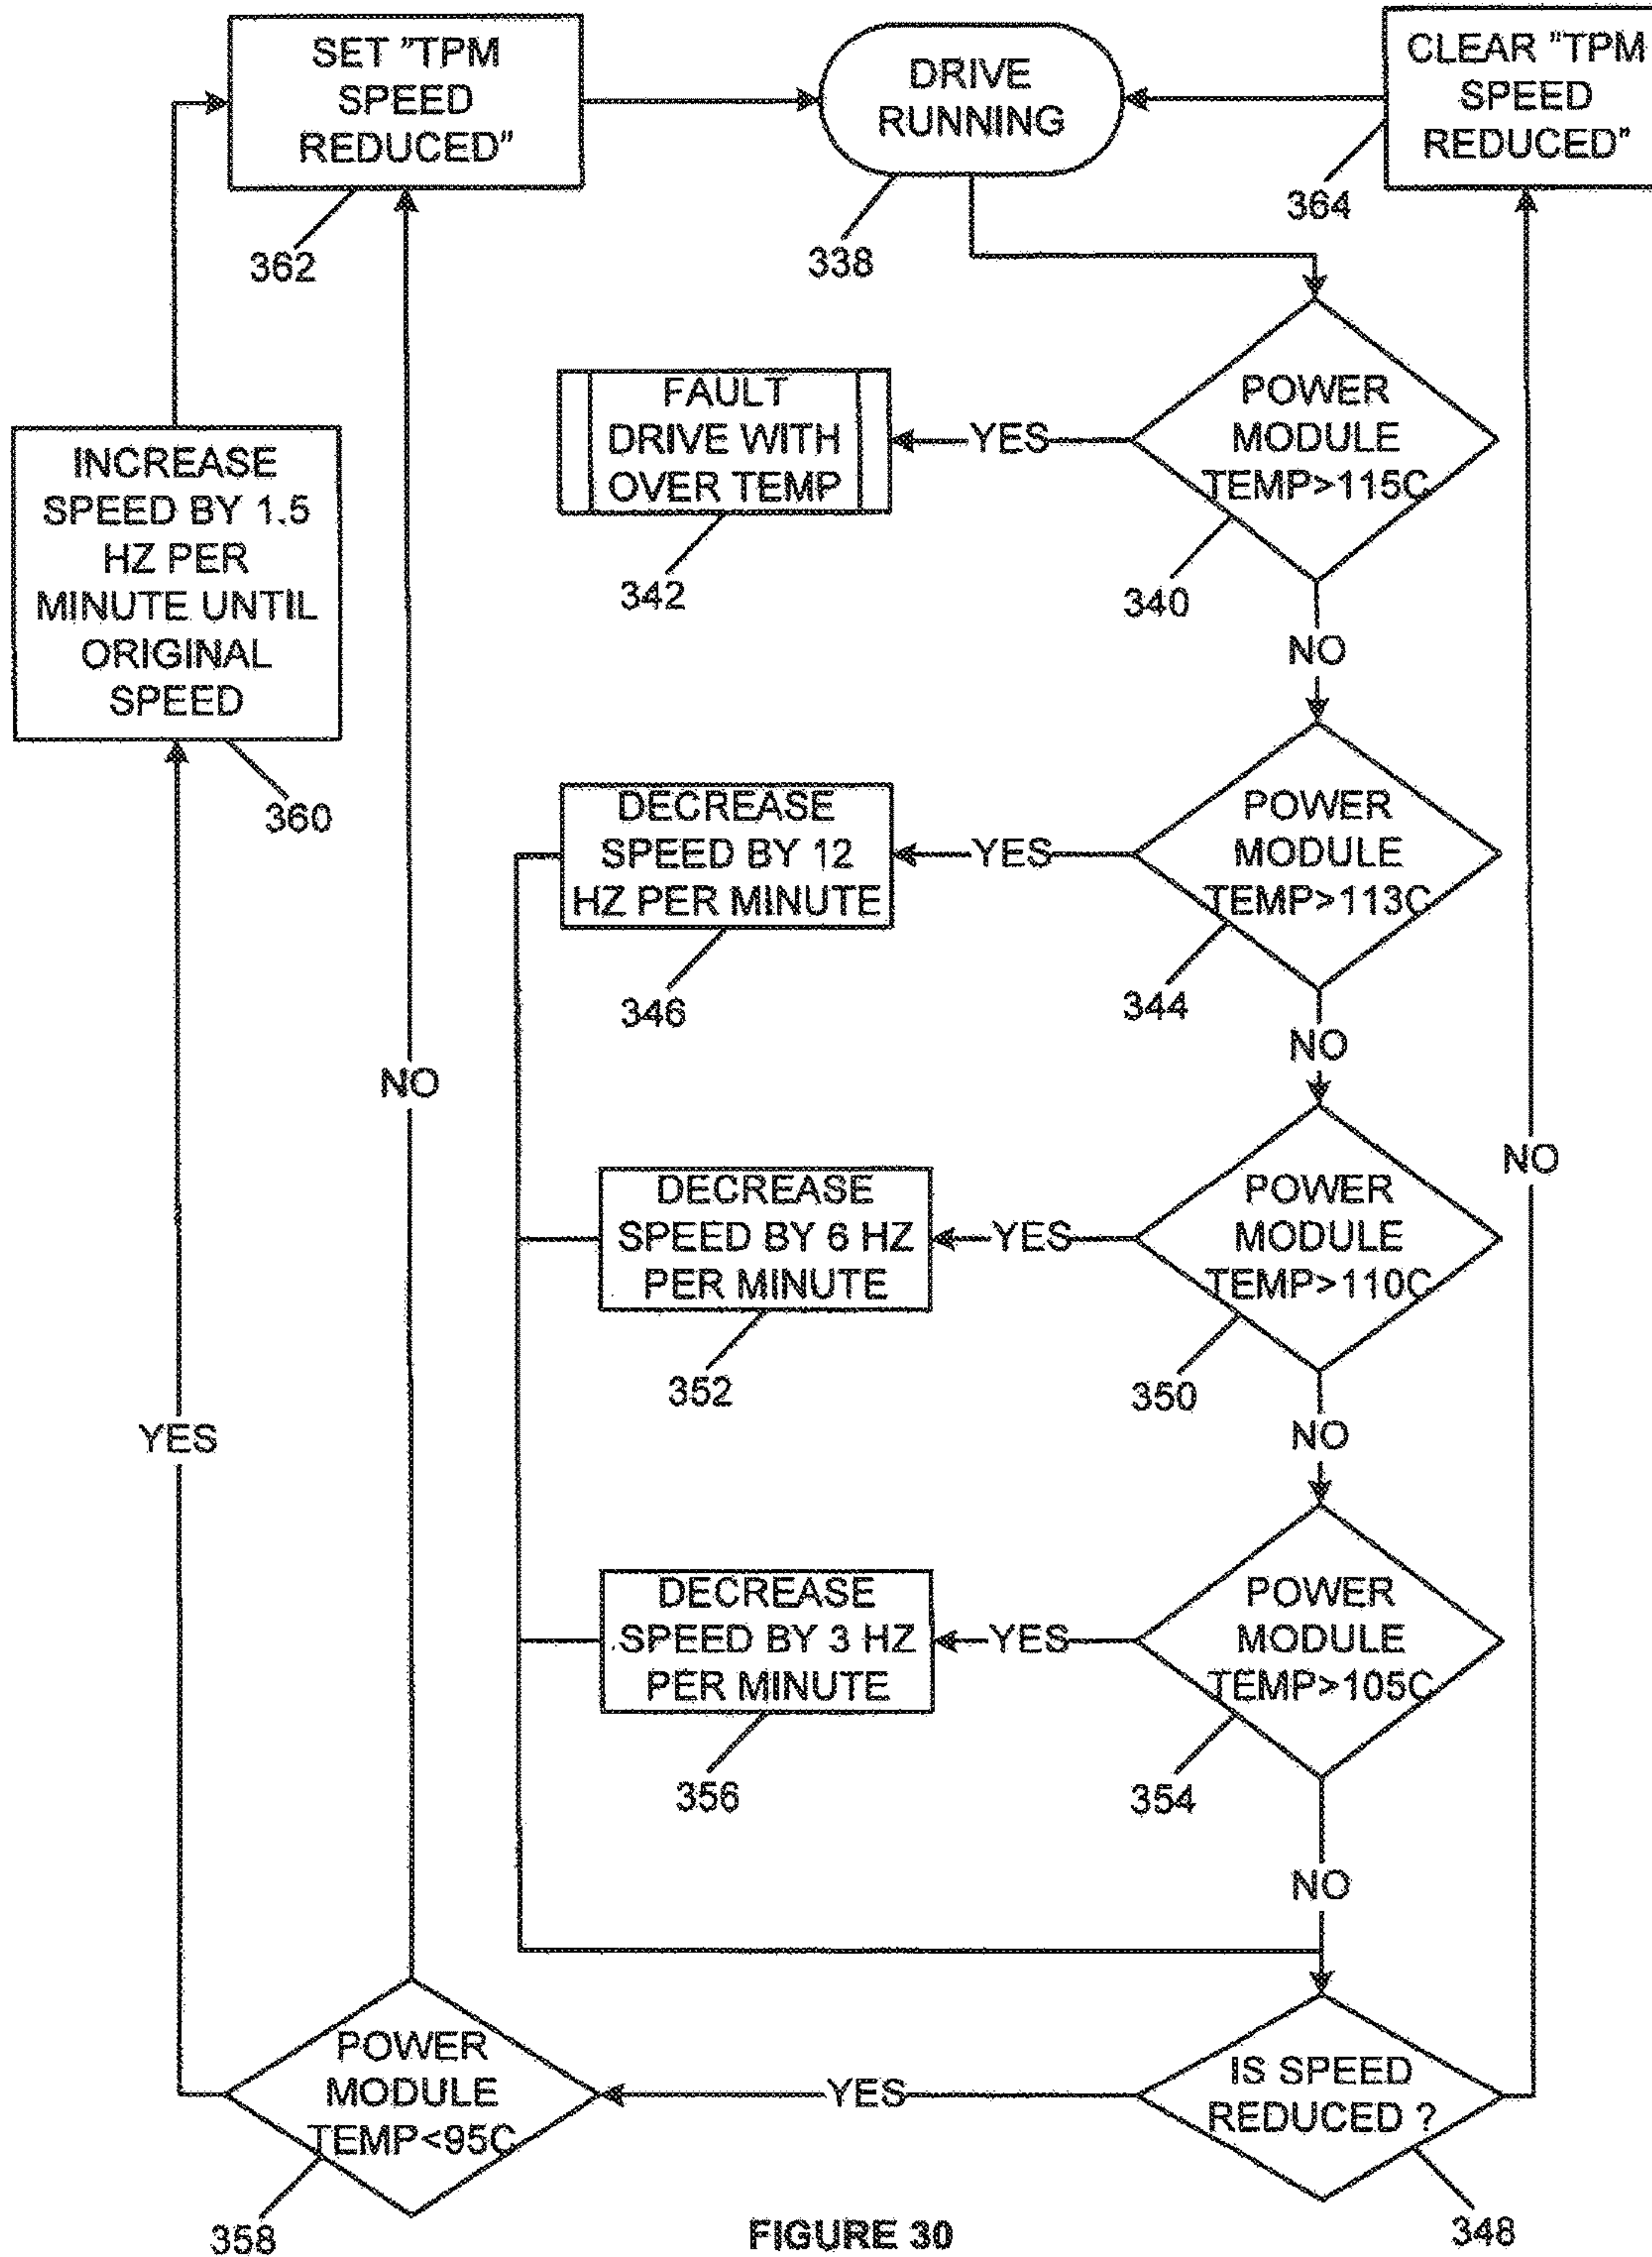 SET "TPM
SPEED
REDUCED"
362
DRIVE
RUNNING
338
CLEAR "TPM
SPEED
REDUCED"
364
POWER
MODULE
TEMP>115C
340
YES
FAULT
DRIVE WITH
OVER TEMP
342
NO
INCREASE
SPEED BY 1.5
HZ PER
MINUTE UNTIL
ORIGINAL
SPEED
360
POWER
MODULE
TEMP>113C
344
YES
DECREASE
SPEED BY 12
HZ PER MINUTE
346
NO
NO
NO
POWER
MODULE
TEMP>110C
350
YES
DECREASE
SPEED BY 6 HZ
PER MINUTE
352
NO
YES
POWER
MODULE
TEMP>105C
354
YES
DECREASE
SPEED BY 3 HZ
PER MINUTE
356
NO
IS SPEED
REDUCED ?
348
YES
POWER
MODULE
TEMP<95C
358
FIGURE 30